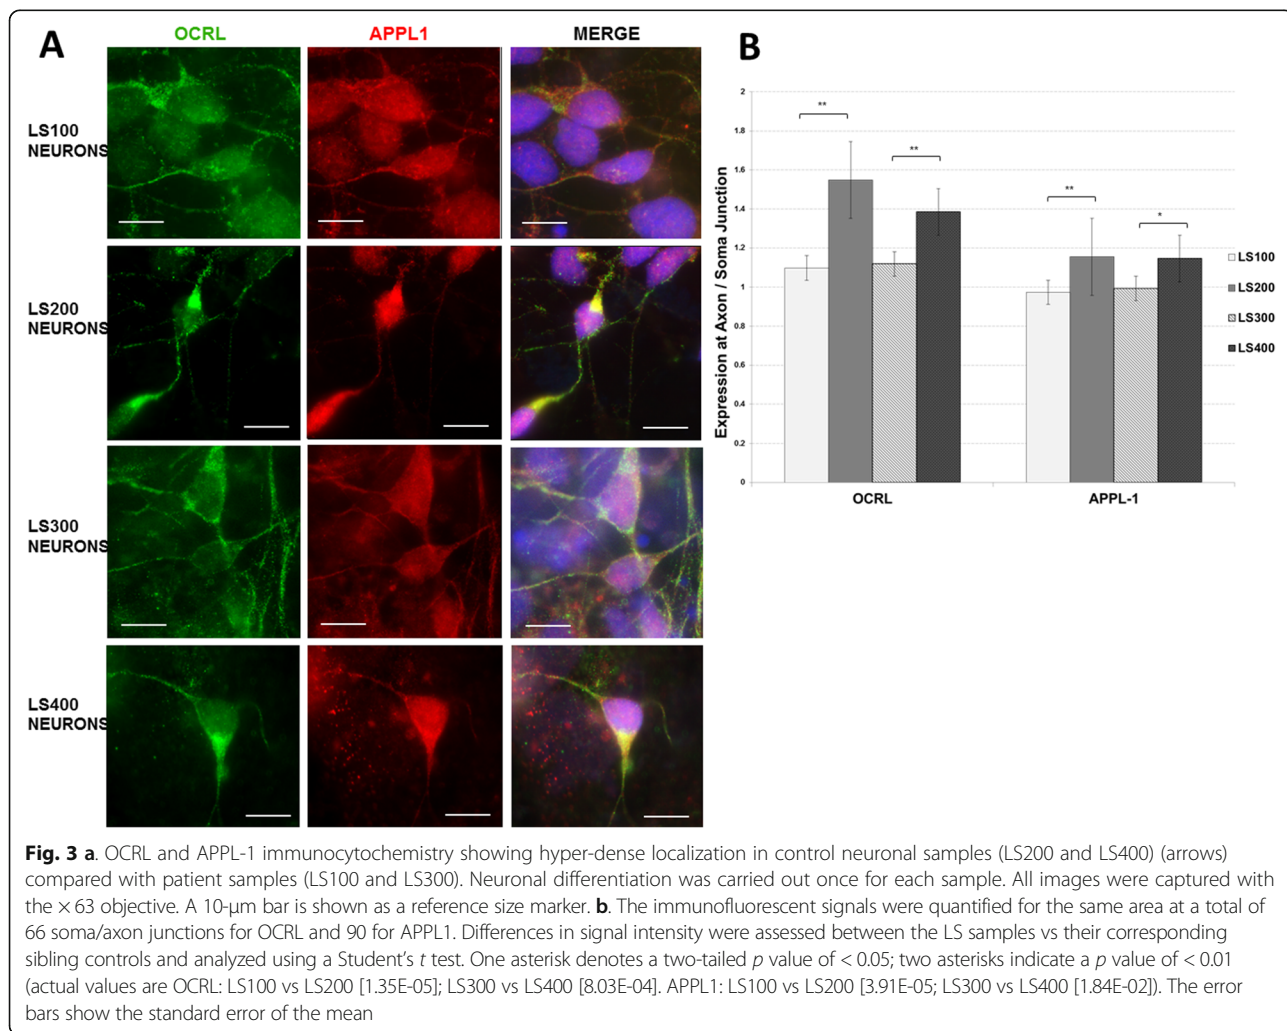 A
OCRL
APPL1
MERGE
LS100
NEURONS
LS200
NEURONS
LS300
NEURONS
LS400
NEURONS
B
Expression at Axon / Soma Junction
2
1.8
1.6
1.4
1.2
1
0.8
0.6
0.4
0.2
0
**
**
**
*
OCRL
APPL-1
LS100
LS200
LS300
LS400
Fig. 3 a. OCRL and APPL-1 immunocytochemistry showing hyper-dense localization in control neuronal samples (LS200 and LS400) (arrows)
compared with patient samples (LS100 and LS300). Neuronal differentiation was carried out once for each sample. All images were captured with
the × 63 objective. A 10-μm bar is shown as a reference size marker. b. The immunofluorescent signals were quantified for the same area at a total of
66 soma/axon junctions for OCRL and 90 for APPL1. Differences in signal intensity were assessed between the LS samples vs their corresponding
sibling controls and analyzed using a Student's t test. One asterisk denotes a two-tailed p value of < 0.05; two asterisks indicate a p value of < 0.01
(actual values are OCRL: LS100 vs LS200 [1.35E-05]; LS300 vs LS400 [8.03E-04]. APPL1: LS100 vs LS200 [3.91E-05; LS300 vs LS400 [1.84E-02]). The error
bars show the standard error of the mean